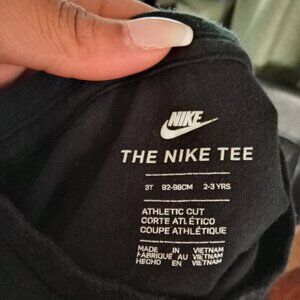 NIKE
THE NIKE TEE
3T 92-98CM 2-3 YRS
ATHLETIC CUT
CORTE ATLÉTICO
COUPE ATHLÉTIQUE
MADE IN VIETNAM
FABRIQUÉ AU VIETNAM
HECHO EN VIETNAM